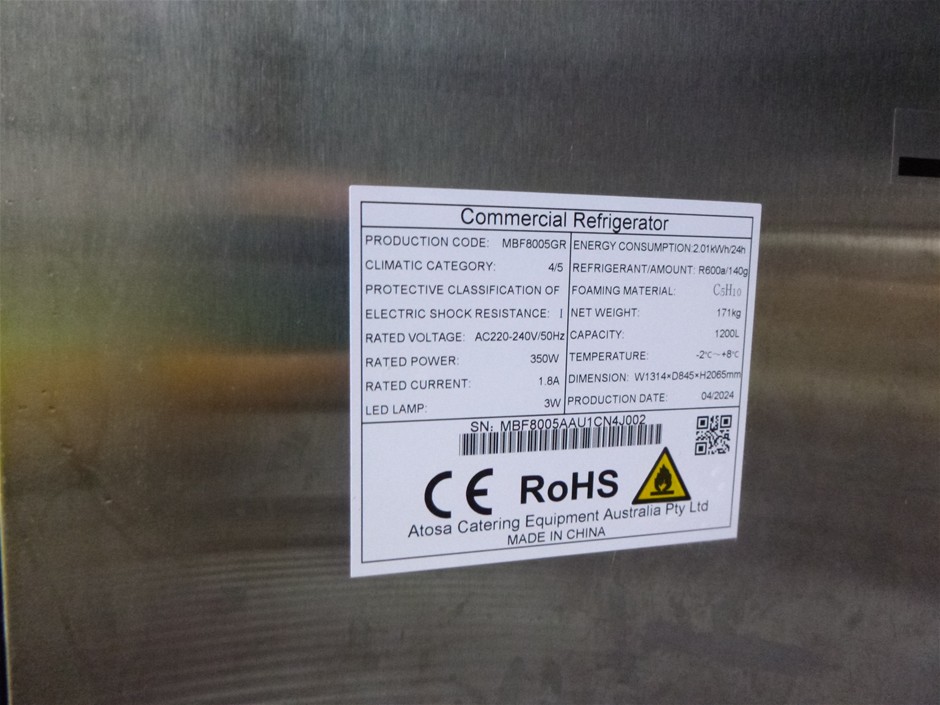 Commercial Refrigerator
PRODUCTION CODE: MBF8005GR
CLIMATIC CATEGORY: 4/5
PROTECTIVE CLASSIFICATION OF
ELECTRIC SHOCK RESISTANCE: I
RATED VOLTAGE: AC220-240V/50Hz
RATED POWER: 350W
RATED CURRENT: 1.8A
LED LAMP: 3W
ENERGY CONSUMPTION:2.01kWh/24h
REFRIGERANT/AMOUNT: R600a/140g
FOAMING MATERIAL: C5H10
NET WEIGHT: 171kg
CAPACITY: 1200L
TEMPERATURE: -2℃~+8℃
DIMENSION: W1314*D845*H2065mm
PRODUCTION DATE: 04/2024
SN: MBF8005AAU1CN4J002
CE RoHS
Atosa Catering Equipment Australia Pty Ltd
MADE IN CHINA